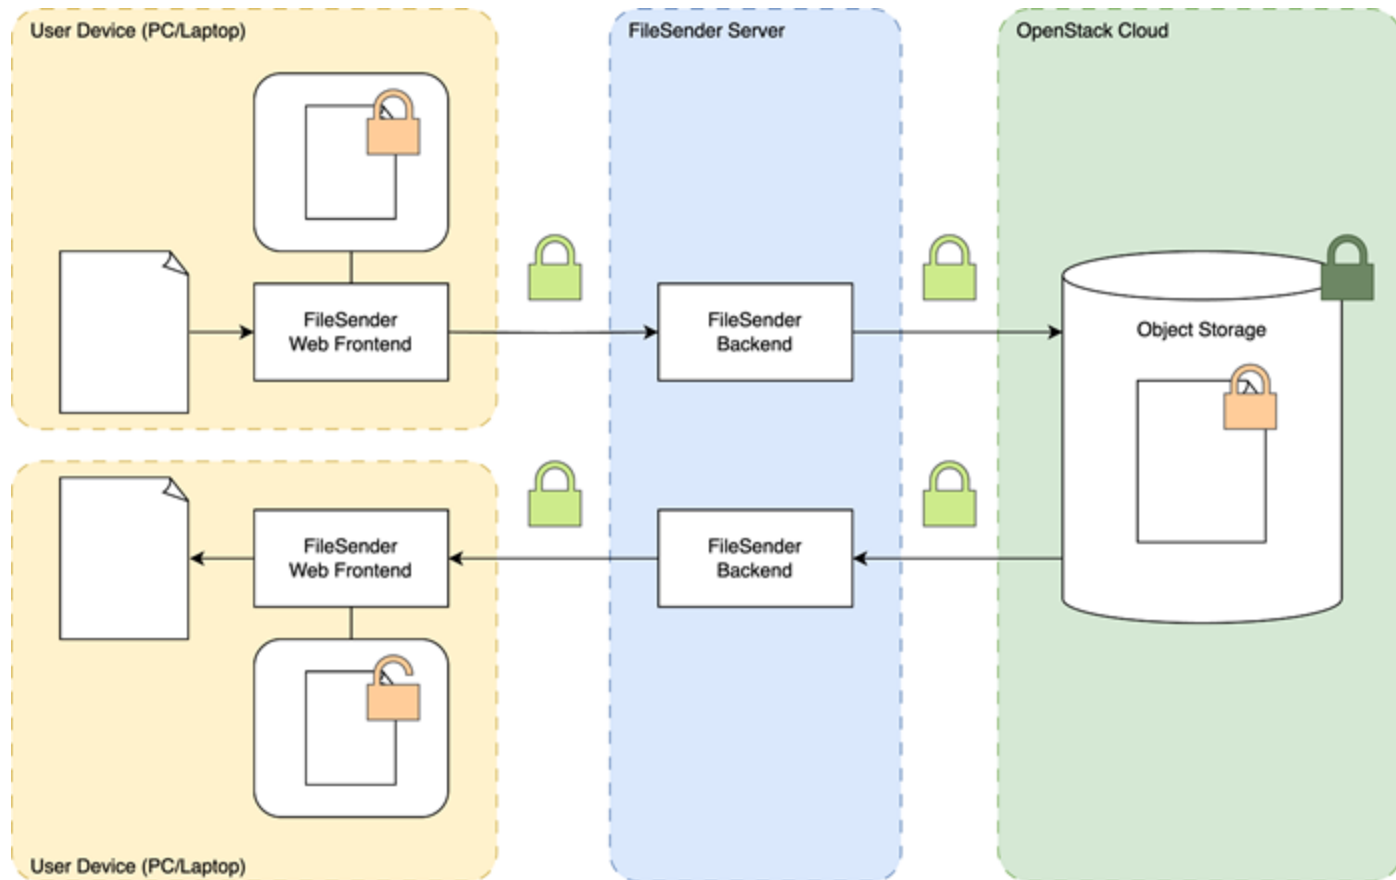 User Device (PC/Laptop)
FileSender Server
OpenStack Cloud
FileSender
Web Frontend
FileSender
Backend
Object Storage
FileSender
Web Frontend
FileSender
Backend
User Device (PC/Laptop)